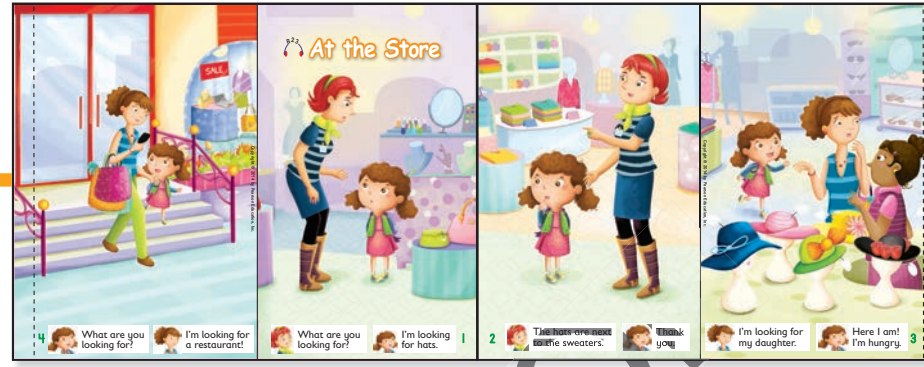 At the Store
SALE
4
What are you
looking for?
I'm looking for
a restaurant!
What are you
looking for?
I'm looking
for hats.
1
2
The hats are next
to the sweaters.
Thank
you.
I'm looking for
my daughter.
Here I am!
I'm hungry.
3